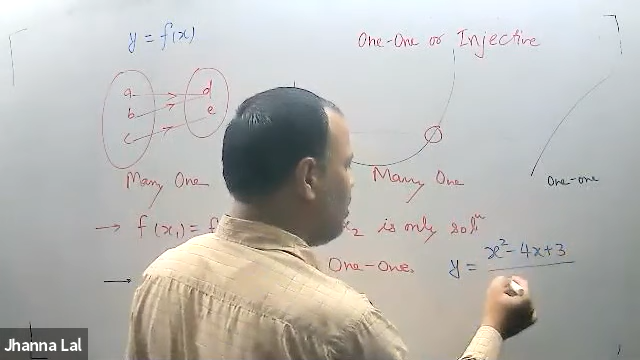 y = f(x)
One-One or Injective
a
b
c
d
e
Many One
Many One
One-one
→ f(x₁) = f x₂ is only solⁿ
→ One-One.
y = x² - 4x + 3
Jhanna Lal